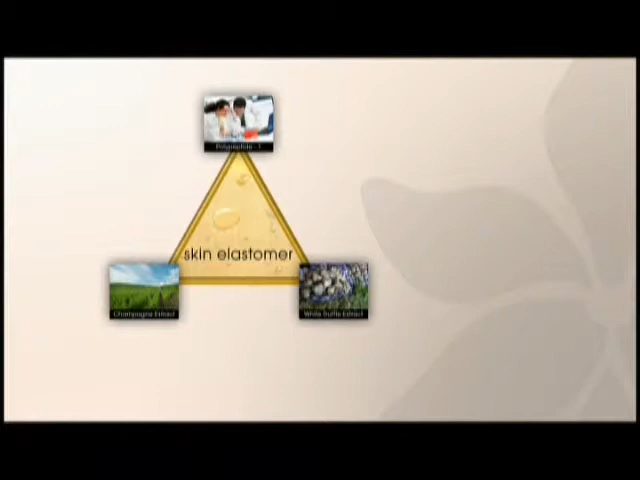 Polypeptide - 1
skin elastomer
Champagne Extract
White Truffle Extract